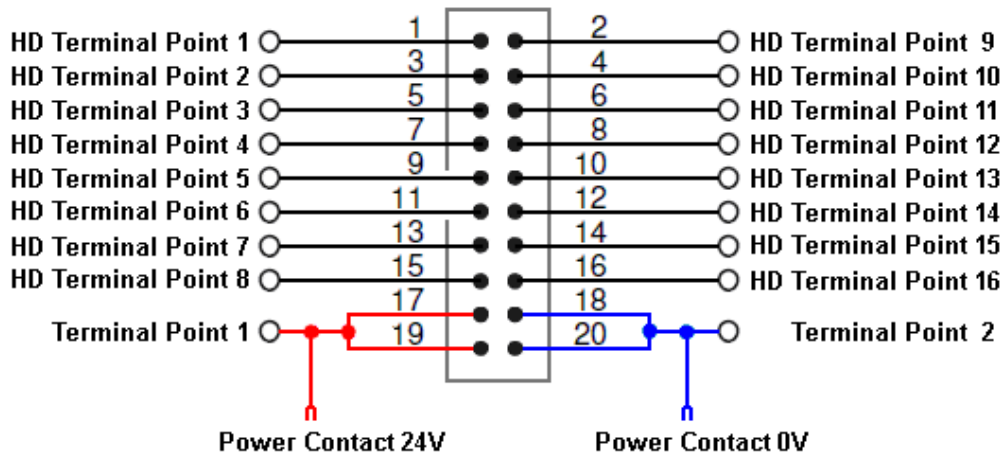 HD Terminal Point 1 1 2 HD Terminal Point 9
HD Terminal Point 2 3 4 HD Terminal Point 10
HD Terminal Point 3 5 6 HD Terminal Point 11
HD Terminal Point 4 7 8 HD Terminal Point 12
HD Terminal Point 5 9 10 HD Terminal Point 13
HD Terminal Point 6 11 12 HD Terminal Point 14
HD Terminal Point 7 13 14 HD Terminal Point 15
HD Terminal Point 8 15 16 HD Terminal Point 16
17 18
Terminal Point 1 19 20 Terminal Point 2
Power Contact 24V Power Contact 0V